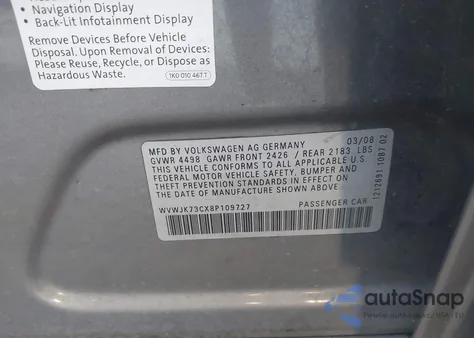 • Navigation Display
• Back-Lit Infotainment Display
Remove Devices Before Vehicle
Disposal. Upon Removal of Devices:
Please Reuse, Recycle, or Dispose as
Hazardous Waste.
1K0 010 467 T
MFD. BY VOLKSWAGEN AG GERMANY 03/08
GVWR 4498 GAWR FRONT 2426 / REAR 2183 LBS
THIS VEHICLE CONFORMS TO ALL APPLICABLE U.S.
FEDERAL MOTOR VEHICLE SAFETY, BUMPER AND
THEFT PREVENTION STANDARDS IN EFFECT ON THE
DATE OF MANUFACTURE SHOWN ABOVE.
WVWJK73CX8P109727 PASSENGER CAR
1212691 10B7 02
autoSnap